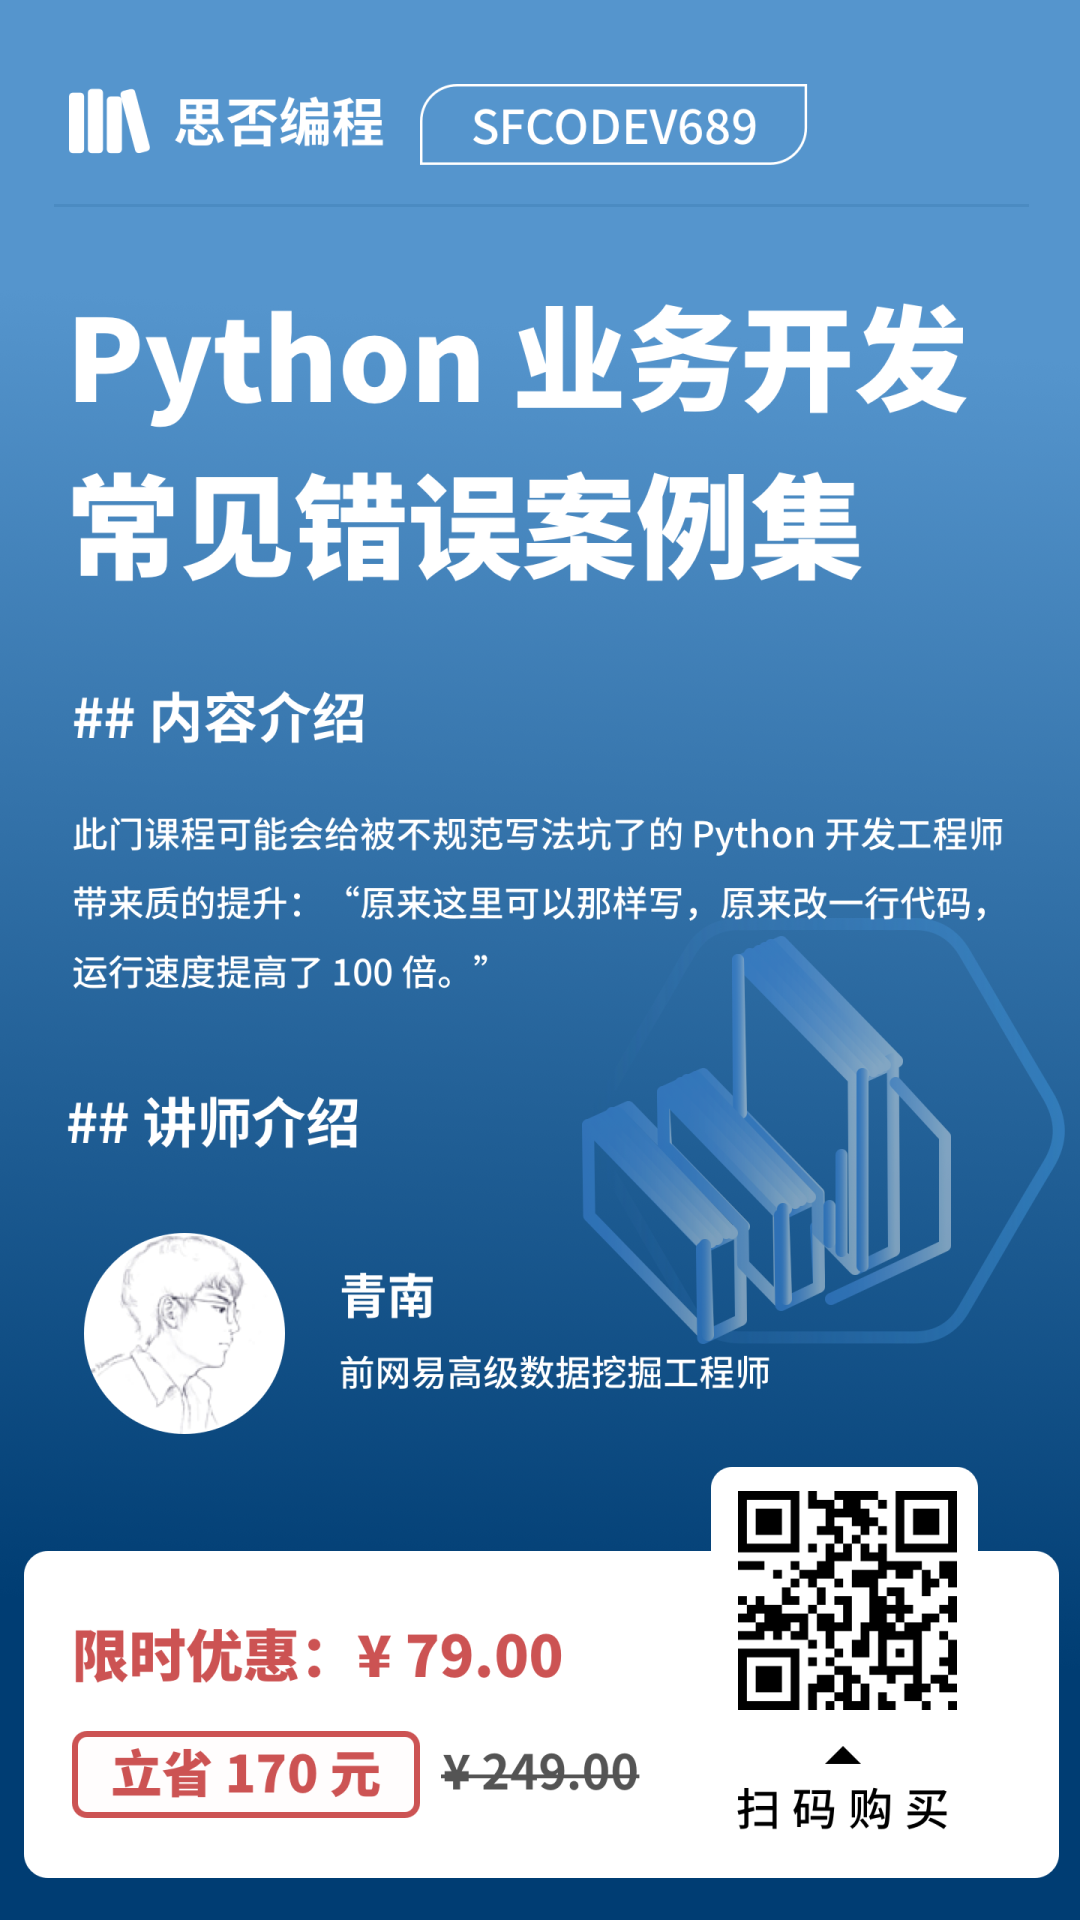 思否编程
SFCODEV689
Python 业务开发
常见错误案例集
## 内容介绍
此门课程可能会给被不规范写法坑了的 Python 开发工程师
带来质的提升：“原来这里可以那样写，原来改一行代码，
运行速度提高了 100 倍。”
## 讲师介绍
青南
前网易高级数据挖掘工程师
限时优惠：¥ 79.00
立省 170 元
¥ 249.00
扫码购买